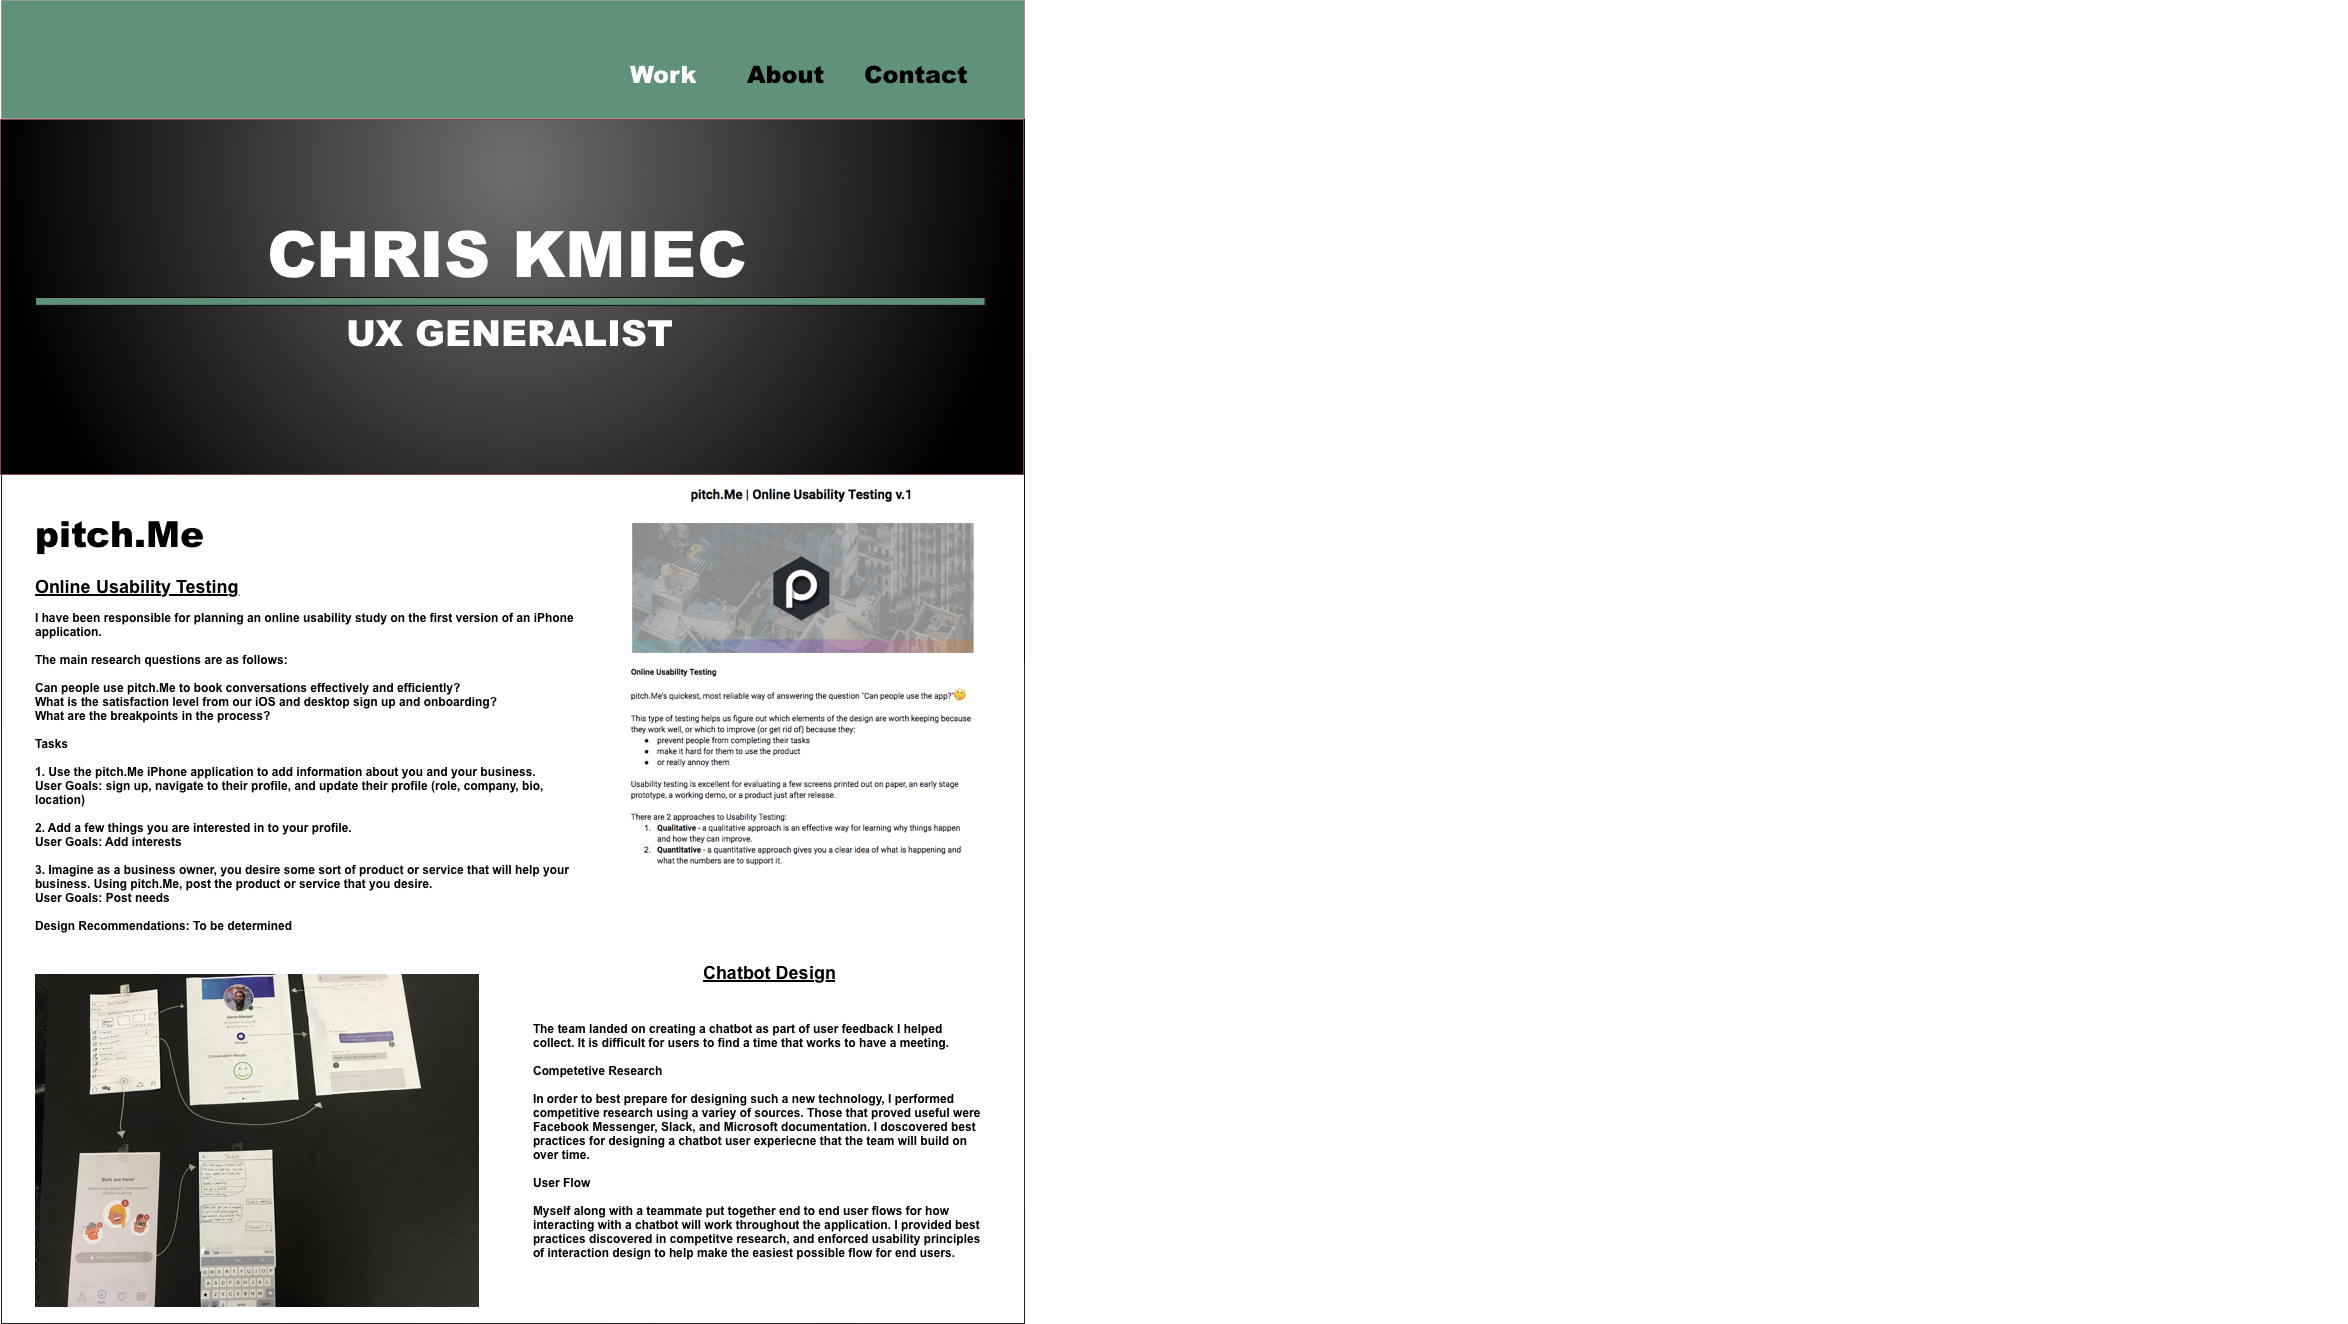 Work About Contact
CHRIS KMIEC
UX GENERALIST
pitch.Me
Online Usability Testing
I have been responsible for planning an online usability study on the first version of an iPhone
application.
The main research questions are as follows:
Can people use pitch.Me to book conversations effectively and efficiently?
What is the satisfaction level from our iOS and desktop sign up and onboarding?
What are the breakpoints in the process?
Tasks
1. Use the pitch.Me iPhone application to add information about you and your business.
User Goals: sign up, navigate to their profile, and update their profile (role, company, bio,
location)
2. Add a few things you are interested in to your profile.
User Goals: Add interests
3. Imagine as a business owner, you desire some sort of product or service that will help your
business. Using pitch.Me, post the product or service that you desire.
User Goals: Post needs
Design Recommendations: To be determined
pitch.Me | Online Usability Testing v.1
p
Online Usability Testing
pitch.Me's quickest, most reliable way of answering the question "Can people use the app?"🤔
This type of testing helps us figure out which elements of the design are worth keeping because
they work well, or which to improve (or get rid of) because they:
● prevent people from completing their tasks
● make it hard for them to use the product
● or really annoy them
Usability testing is excellent for evaluating a few screens printed out on paper, an early stage
prototype, a working demo, or a product just after release.
There are 2 approaches to Usability Testing:
1. Qualitative - a qualitative approach is an effective way for learning why things happen
and how they can improve.
2. Quantitative - a quantitative approach gives you a clear idea of what is happening and
what the numbers are to support it.
Conversation Results
Bots are here!
Q W E R T Y U I O P
A S D F G H J K L
Z X C V B N M
Chatbot Design
The team landed on creating a chatbot as part of user feedback I helped
collect. It is difficult for users to find a time that works to have a meeting.
Competetive Research
In order to best prepare for designing such a new technology, I performed
competitive research using a variey of sources. Those that proved useful were
Facebook Messenger, Slack, and Microsoft documentation. I doscovered best
practices for designing a chatbot user experiecne that the team will build on
over time.
User Flow
Myself along with a teammate put together end to end user flows for how
interacting with a chatbot will work throughout the application. I provided best
practices discovered in competitve research, and enforced usability principles
of interaction design to help make the easiest possible flow for end users.